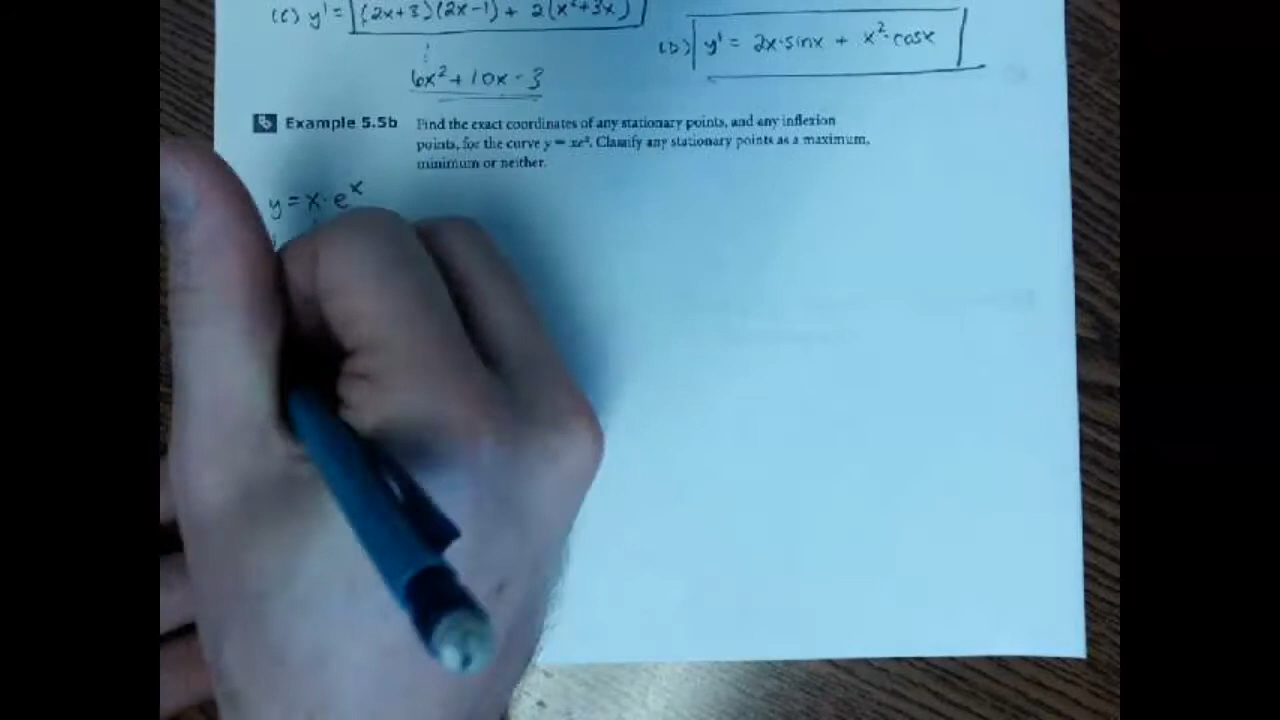 (c) y' = (2x+3)(2x-1) + 2(x²+3x)
6x² + 10x - 3
(b) y' = 2x·sinx + x²·cosx
Example 5.5b Find the exact coordinates of any stationary points, and any inflexion
points, for the curve y = xeˣ. Classify any stationary points as a maximum,
minimum or neither.
y = x·eˣ